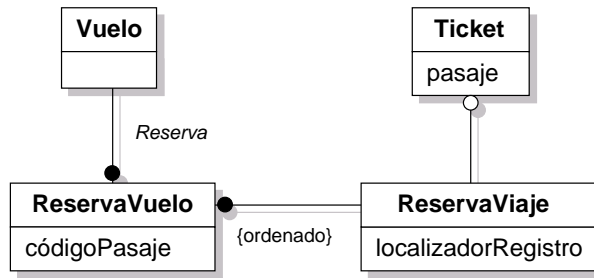 Vuelo
Ticket
pasaje
Reserva
ReservaVuelo
códigoPasaje
{ordenado}
ReservaViaje
localizadorRegistro